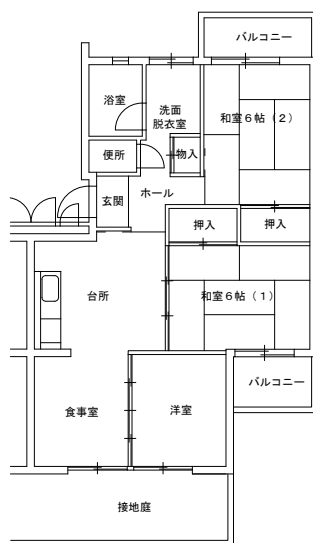 バルコニー
浴室
洗面
脱衣室
和室６帖（２）
便所
物入
玄関
ホール
押入
押入
台所
和室６帖（１）
バルコニー
食事室
洋室
接地庭